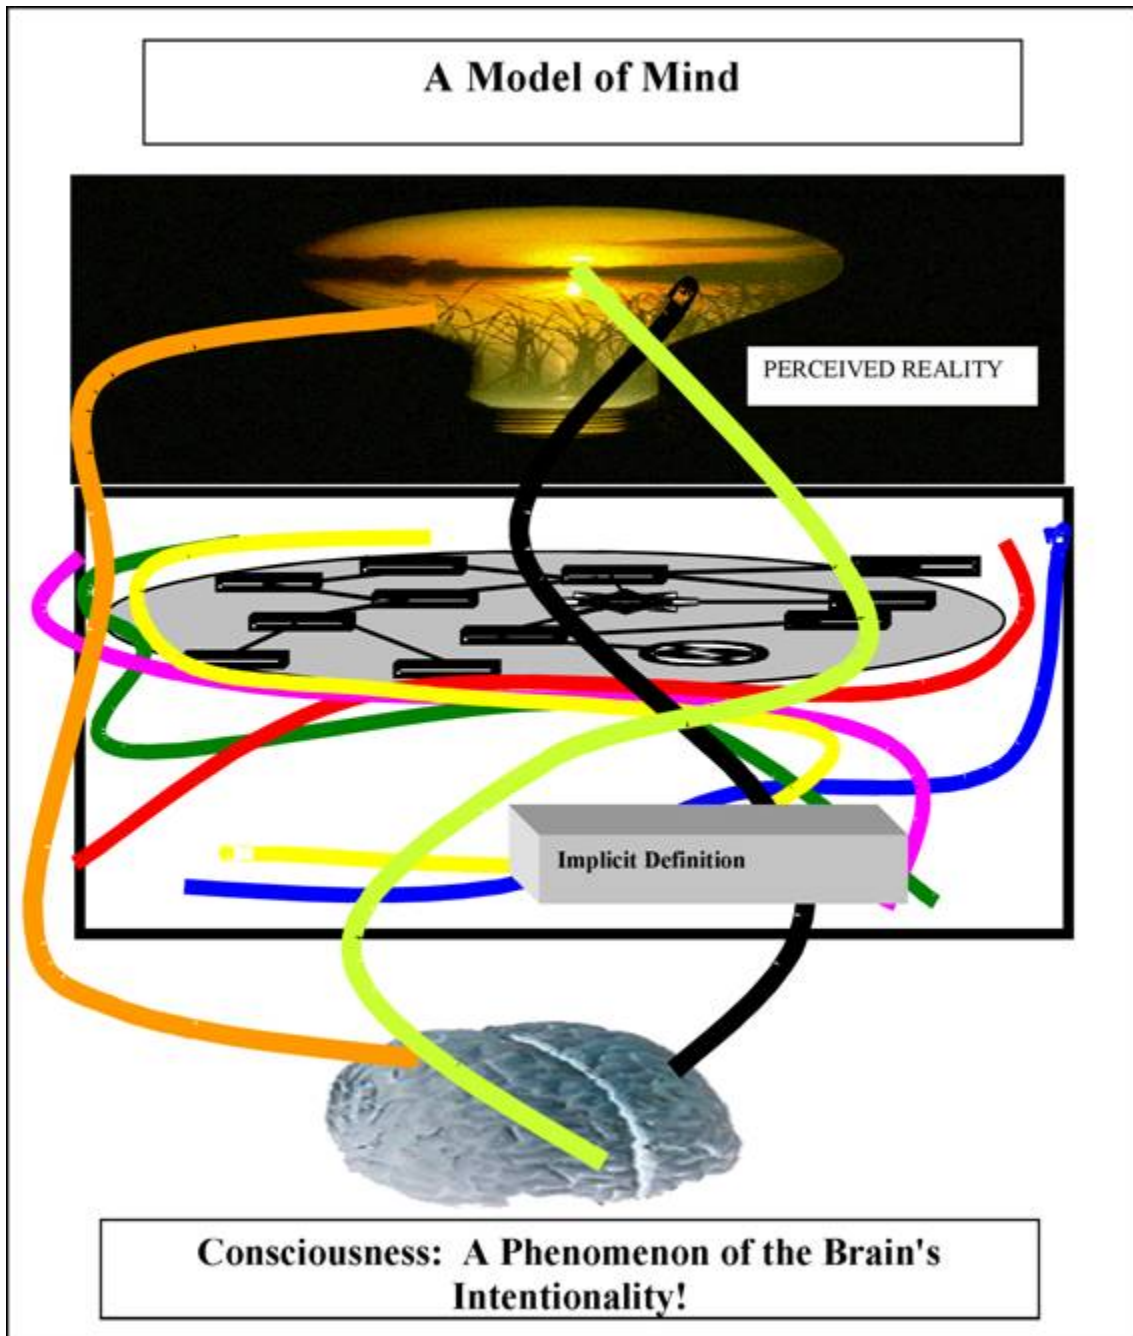 A Model of Mind
PERCEIVED REALITY
Implicit Definition
Consciousness: A Phenomenon of the Brain's
Intentionality!